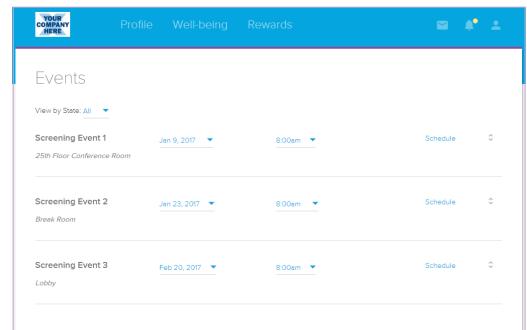 YOUR
COMPANY
HERE
Profile Well-being Rewards
Events
View by State: All
Screening Event 1 Jan 9, 2017 8:00am Schedule
25th Floor Conference Room
Screening Event 2 Jan 23, 2017 8:00am Schedule
Break Room
Screening Event 3 Feb 20, 2017 8:00am Schedule
Lobby